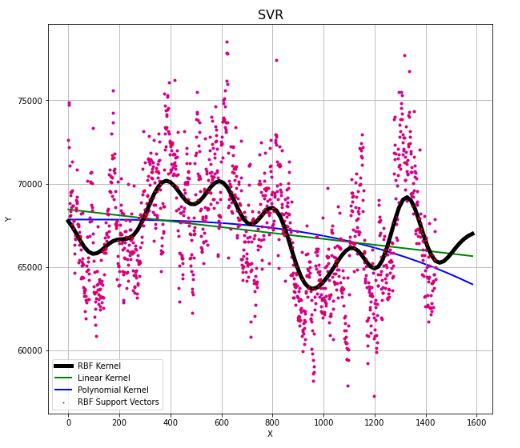 SVR
75000
70000
65000
60000
Y
RBF Kernel
Linear Kernel
Polynomial Kernel
RBF Support Vectors
0 200 400 600 800 1000 1200 1400 1600
X